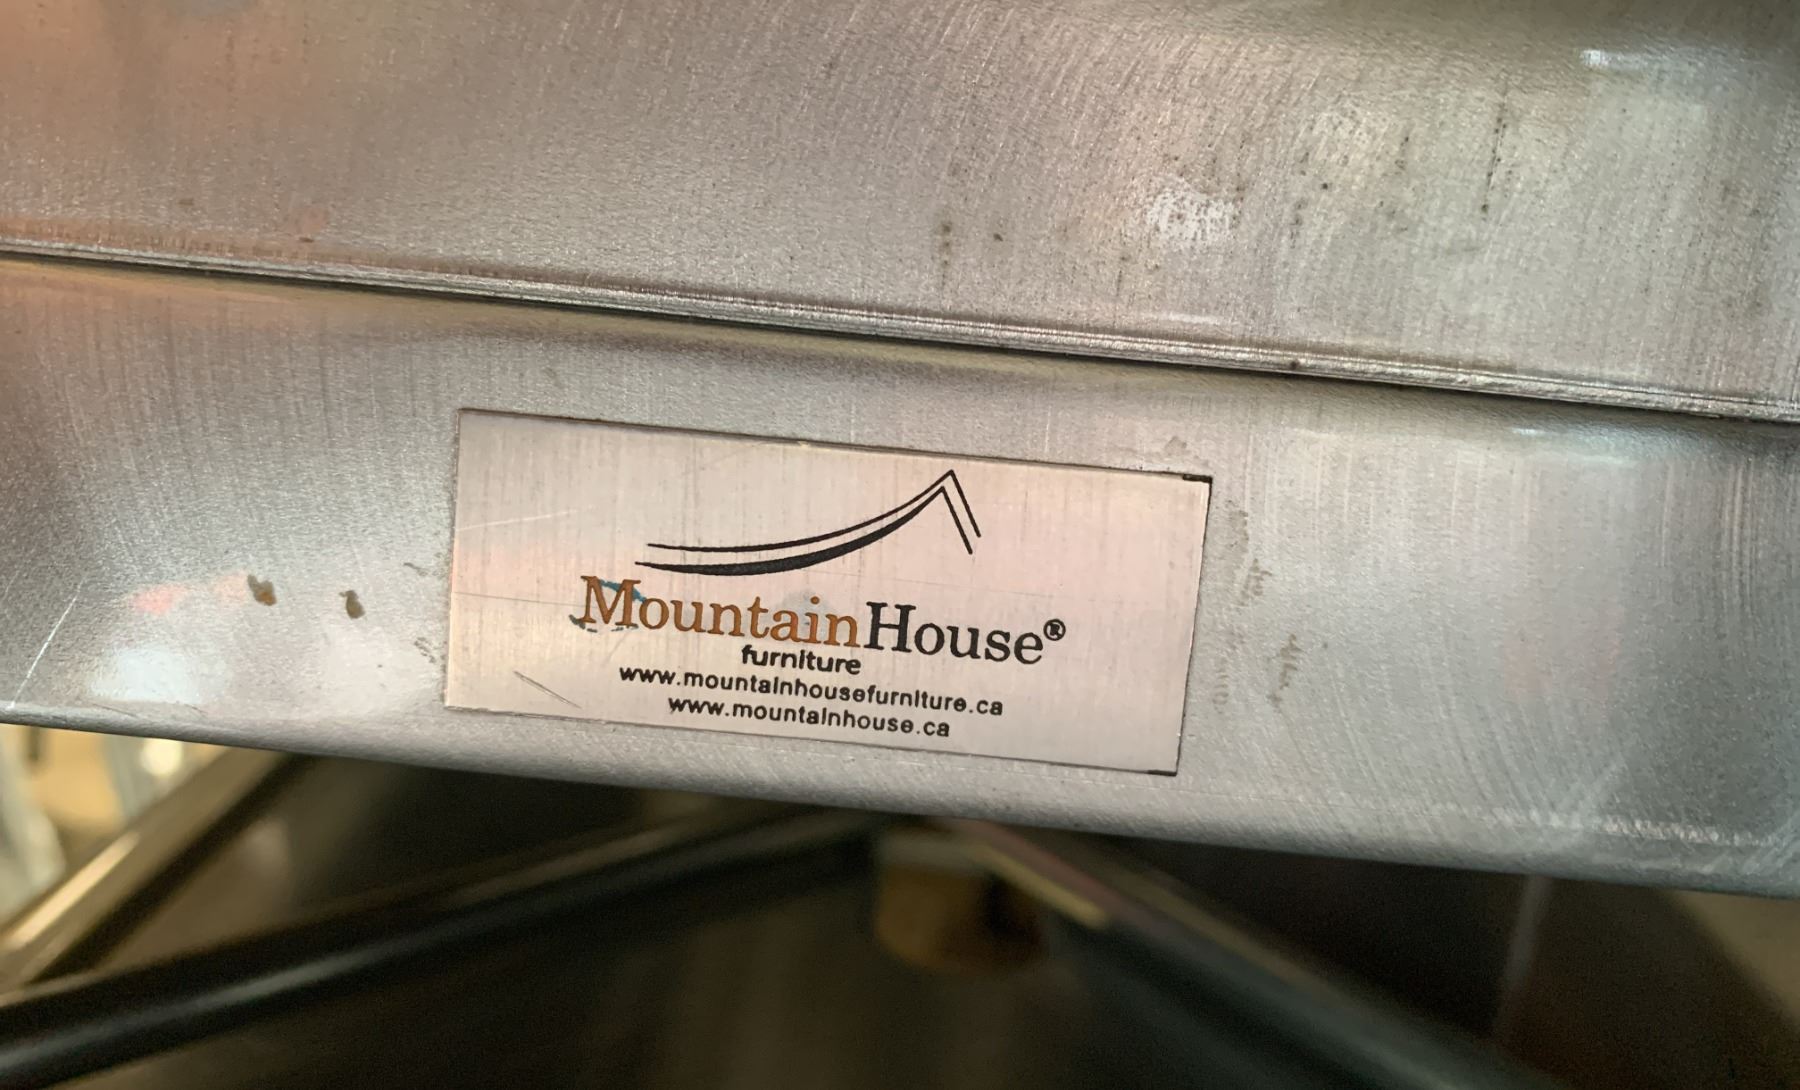 MountainHouse®
furniture
www.mountainhousefurniture.ca
www.mountainhouse.ca